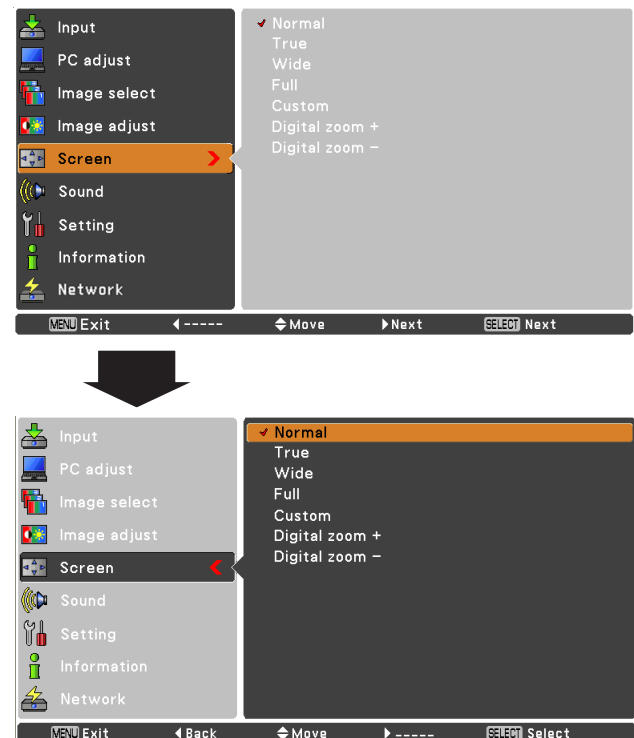 Input
PC adjust
Image select
Image adjust
Screen
Sound
Setting
Information
Network
Normal
True
Wide
Full
Custom
Digital zoom +
Digital zoom –
MENU Exit ----- Move Next SELECT Next
Input
PC adjust
Image select
Image adjust
Screen
Sound
Setting
Information
Network
Normal
True
Wide
Full
Custom
Digital zoom +
Digital zoom –
MENU Exit Back Move ----- SELECT Select